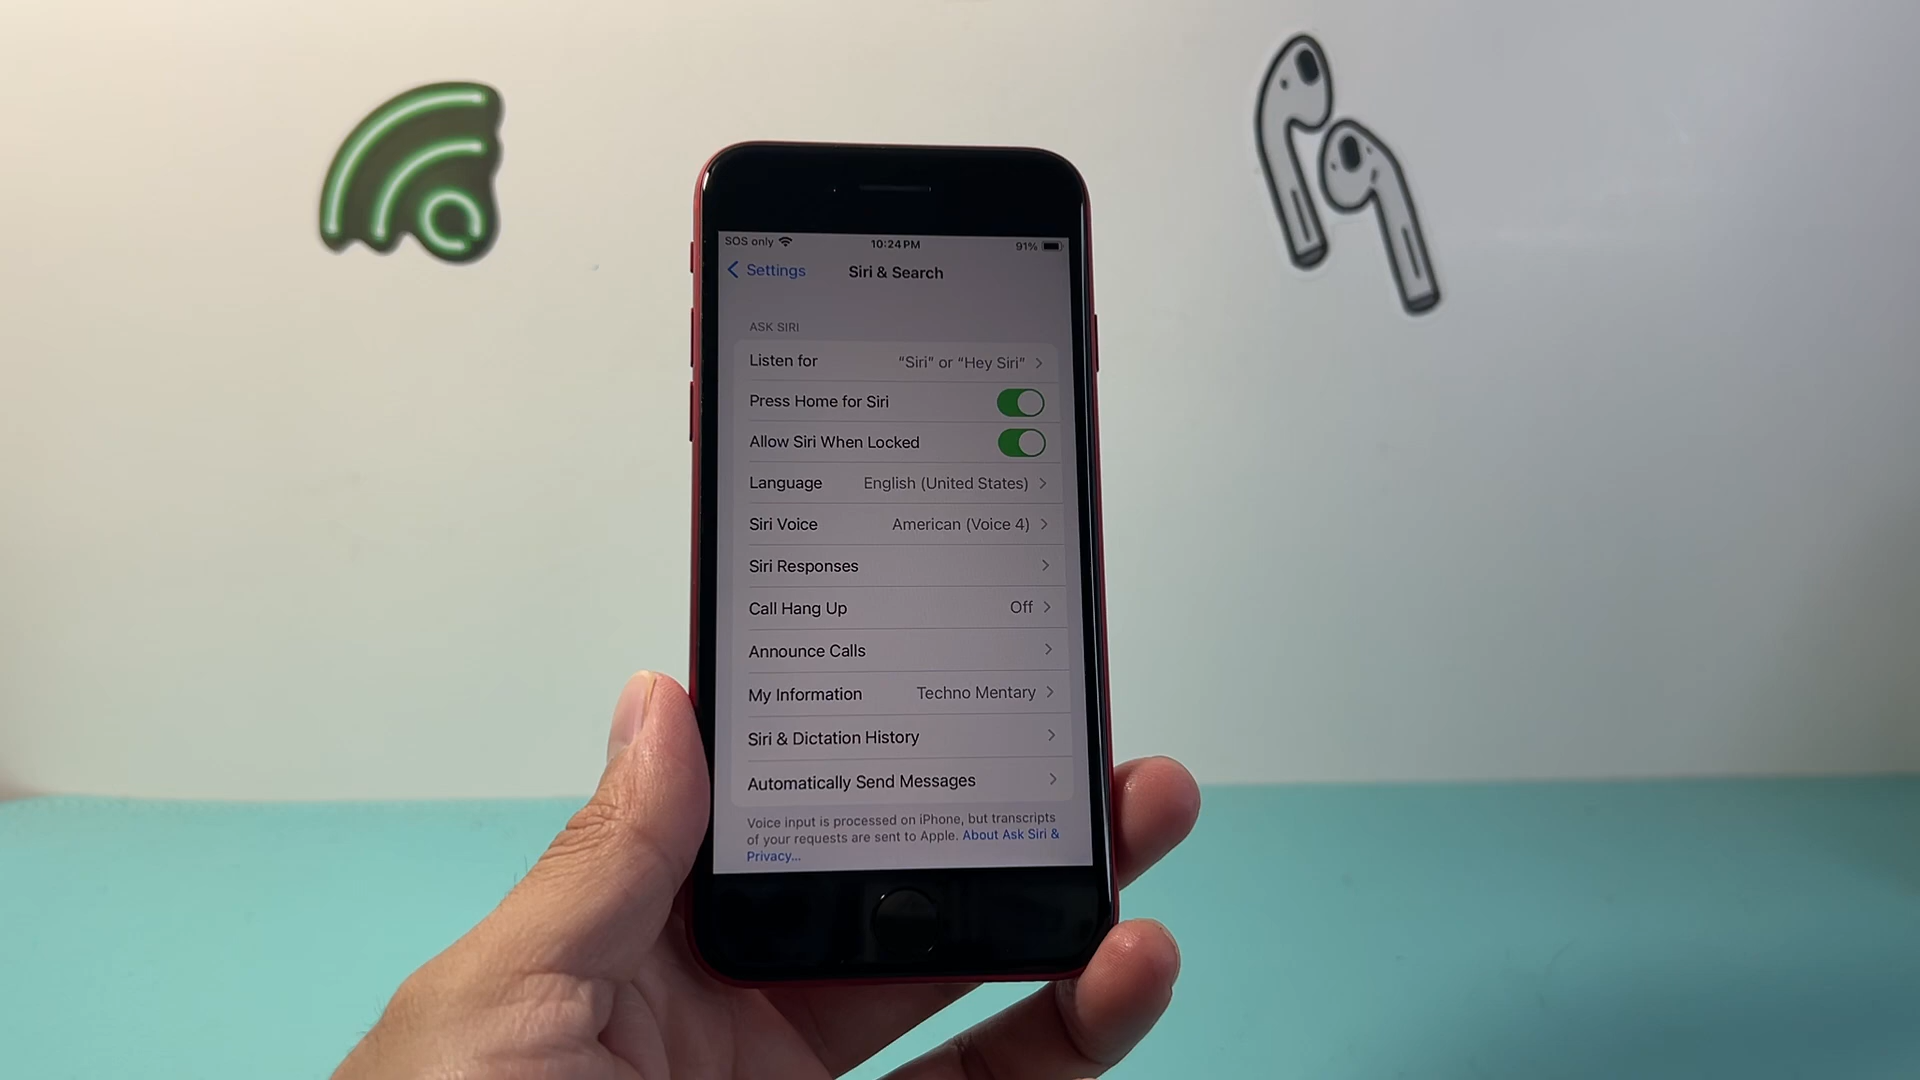 SOS only 10:24 PM 91%
Settings Siri & Search
ASK SIRI
Listen for “Siri” or “Hey Siri”
Press Home for Siri
Allow Siri When Locked
Language English (United States)
Siri Voice American (Voice 4)
Siri Responses
Call Hang Up Off
Announce Calls
My Information Techno Mentary
Siri & Dictation History
Automatically Send Messages
Voice input is processed on iPhone, but transcripts
of your requests are sent to Apple. About Ask Siri &
Privacy...